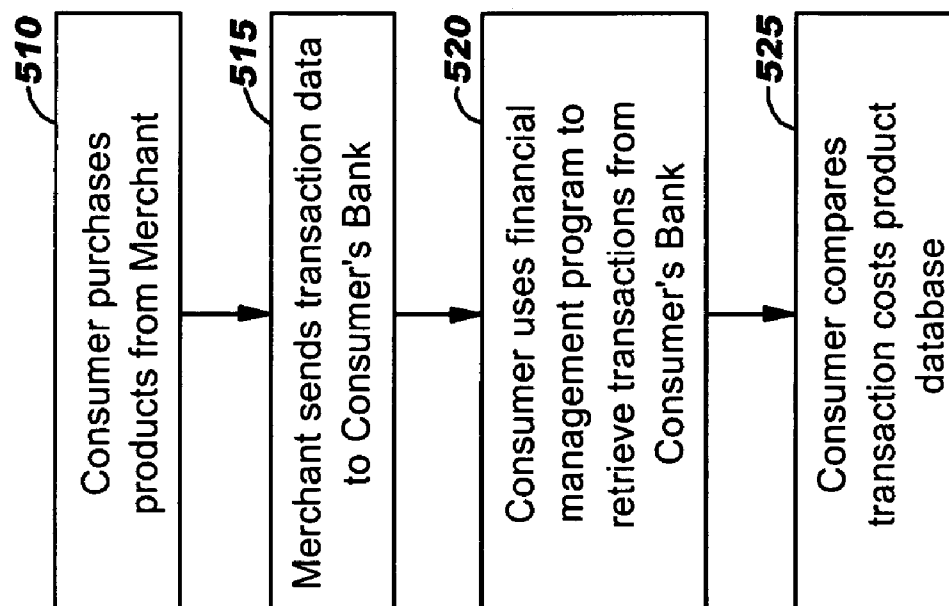 510
Consumer purchases
products from Merchant
515
Merchant sends transaction data
to Consumer's Bank
520
Consumer uses financial
management program to
retrieve transactions from
Consumer's Bank
525
Consumer compares
transaction costs product
database